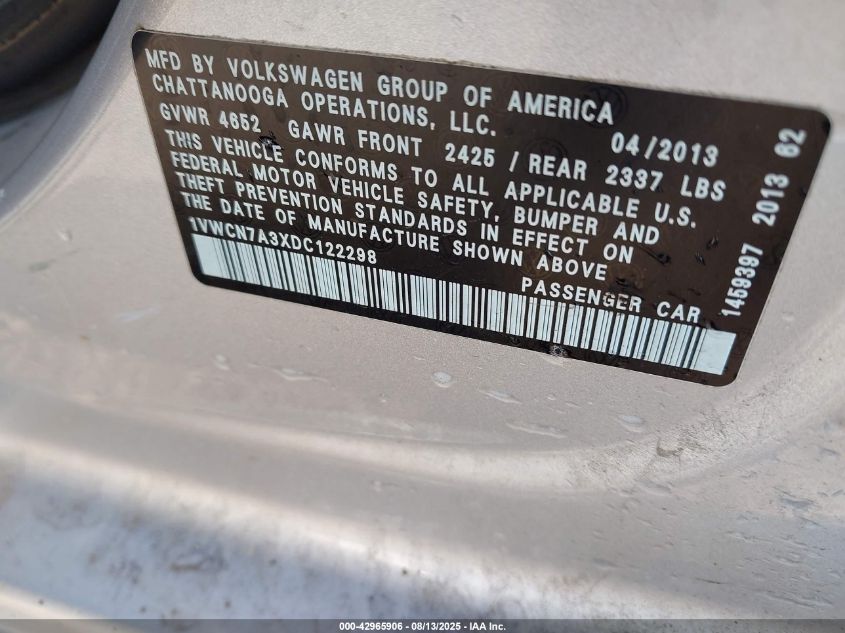 MFD BY VOLKSWAGEN GROUP OF AMERICA
CHATTANOOGA OPERATIONS, LLC.
04/2013
GVWR 4852 GAWR FRONT 2425 / REAR 2337 LBS
THIS VEHICLE CONFORMS TO ALL APPLICABLE U.S.
FEDERAL MOTOR VEHICLE SAFETY, BUMPER AND
THEFT PREVENTION STANDARDS IN EFFECT ON
THE DATE OF MANUFACTURE SHOWN ABOVE
1VWCN7A3XDC122298
PASSENGER CAR
1459397 2013 62
000-42965906 - 08/13/2025 - IAA Inc.